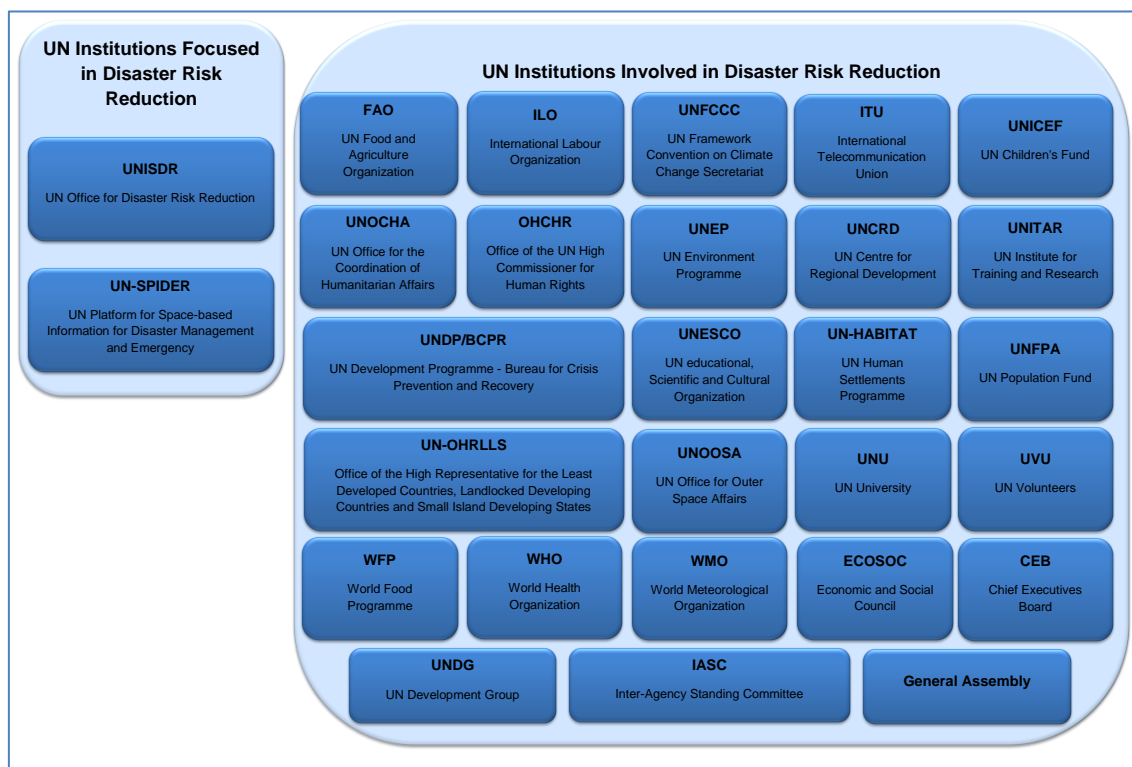 UN Institutions Focused
in Disaster Risk
Reduction
UNISDR
UN Office for Disaster Risk Reduction
UN-SPIDER
UN Platform for Space-based
Information for Disaster Management
and Emergency
UN Institutions Involved in Disaster Risk Reduction
FAO
UN Food and
Agriculture
Organization
ILO
International Labour
Organization
UNFCCC
UN Framework
Convention on Climate
Change Secretariat
ITU
International
Telecommunication
Union
UNICEF
UN Children's Fund
UNOCHA
UN Office for the
Coordination of
Humanitarian Affairs
OHCHR
Office of the UN High
Commissioner for
Human Rights
UNEP
UN Environment
Programme
UNCRD
UN Centre for
Regional Development
UNITAR
UN Institute for
Training and Research
UNDP/BCPR
UN Development Programme - Bureau for Crisis
Prevention and Recovery
UNESCO
UN educational,
Scientific and Cultural
Organization
UN-HABITAT
UN Human
Settlements
Programme
UNFPA
UN Population Fund
UN-OHRLLS
Office of the High Representative for the Least
Developed Countries, Landlocked Developing
Countries and Small Island Developing States
UNOOSA
UN Office for Outer
Space Affairs
UNU
UN University
UVU
UN Volunteers
WFP
World Food
Programme
WHO
World Health
Organization
WMO
World Meteorological
Organization
ECOSOC
Economic and Social
Council
CEB
Chief Executives
Board
UNDG
UN Development Group
IASC
Inter-Agency Standing Committee
General Assembly